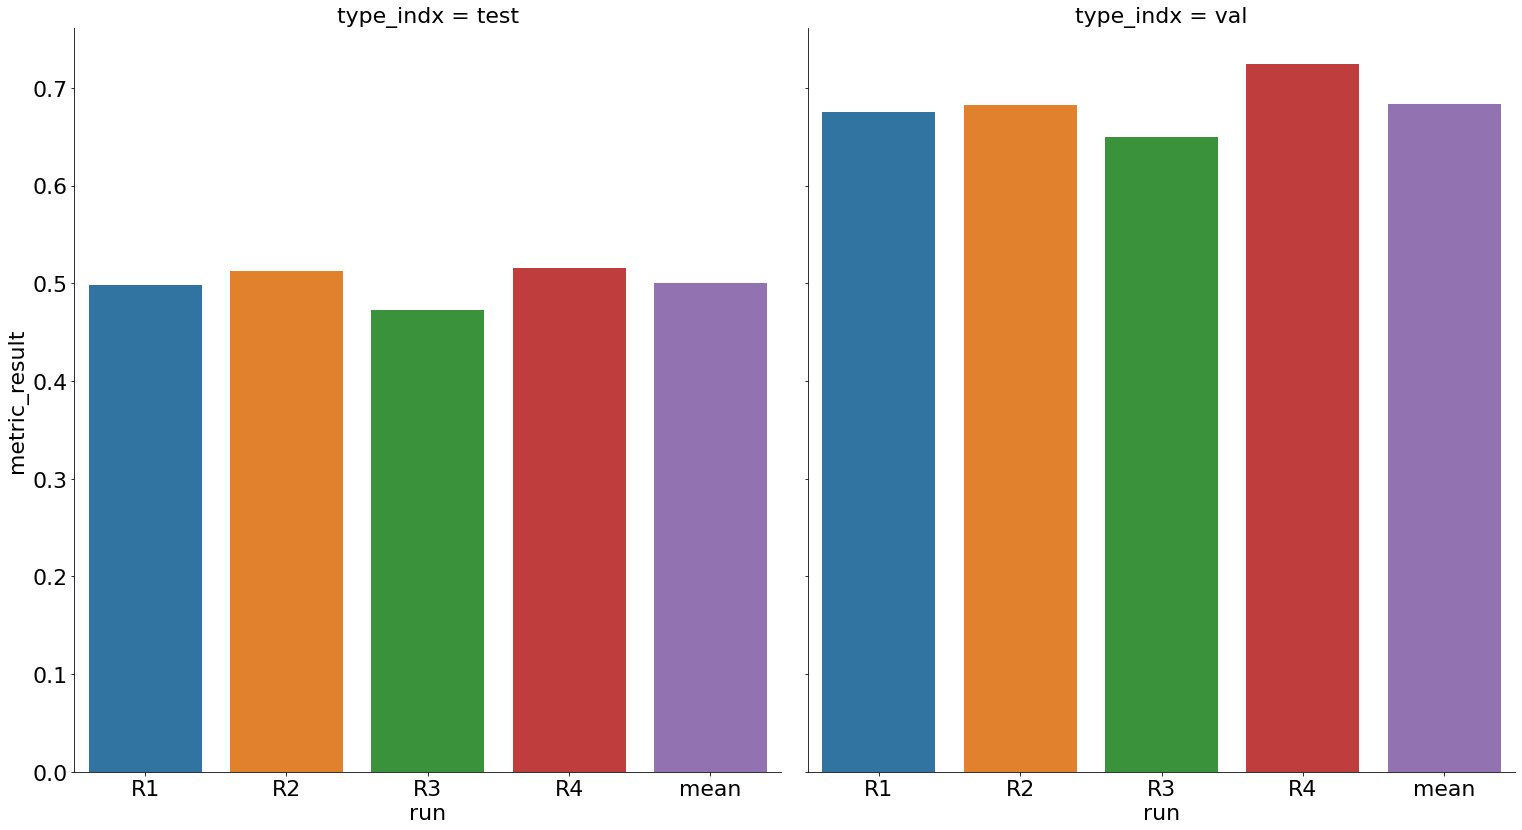 type_indx = test
type_indx = val
metric_result
0.7
0.6
0.5
0.4
0.3
0.2
0.1
0.0
R1 R2 R3 R4 mean
run
R1 R2 R3 R4 mean
run